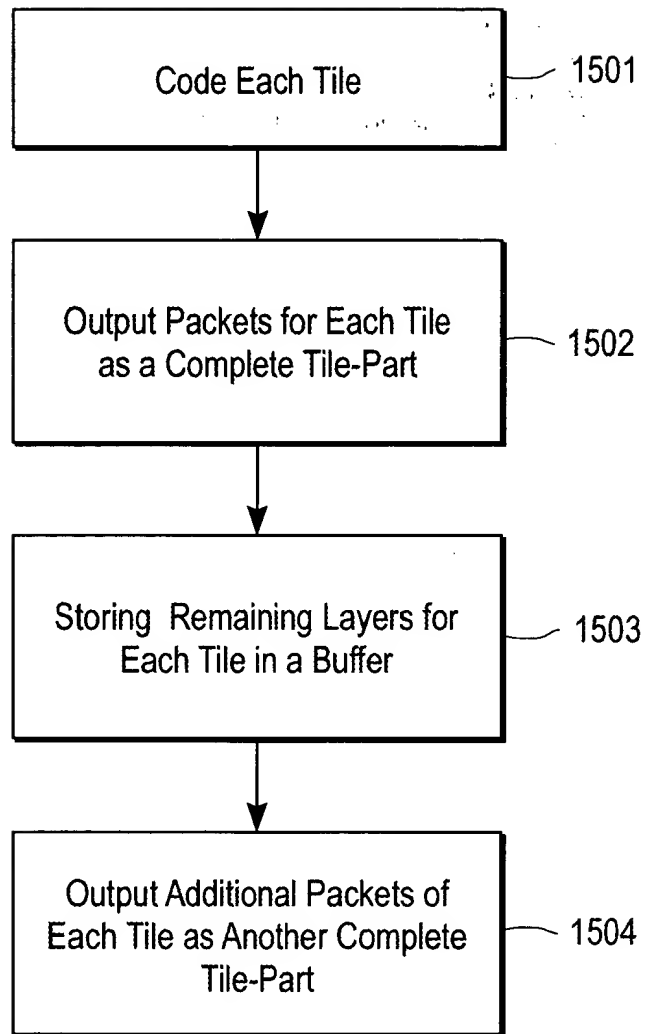 Code Each Tile
1501
Output Packets for Each Tile
as a Complete Tile-Part
1502
Storing Remaining Layers for
Each Tile in a Buffer
1503
Output Additional Packets of
Each Tile as Another Complete
Tile-Part
1504